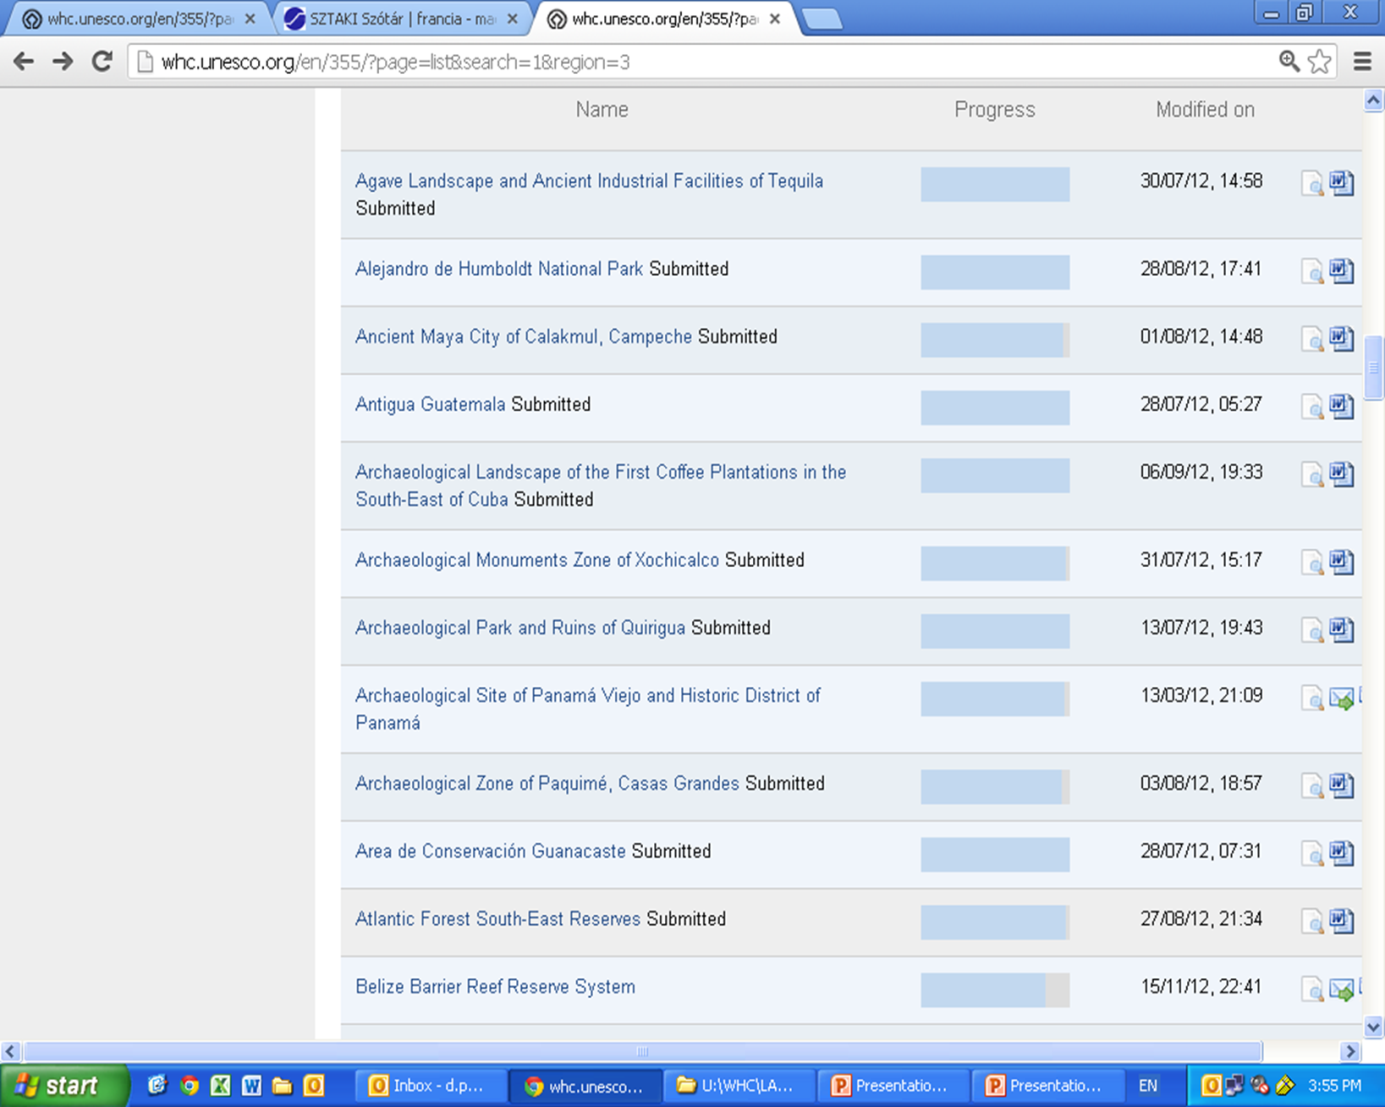 whc.unesco.org/en/355/?pa
SZTAKI Szótár | francia - ma
whc.unesco.org/en/355/?pa
whc.unesco.org/en/355/?page=list&search=1&region=3
Name Progress Modified on
Agave Landscape and Ancient Industrial Facilities of Tequila 30/07/12, 14:58
Submitted
Alejandro de Humboldt National Park Submitted 28/08/12, 17:41
Ancient Maya City of Calakmul, Campeche Submitted 01/08/12, 14:48
Antigua Guatemala Submitted 28/07/12, 05:27
Archaeological Landscape of the First Coffee Plantations in the 06/09/12, 19:33
South-East of Cuba Submitted
Archaeological Monuments Zone of Xochicalco Submitted 31/07/12, 15:17
Archaeological Park and Ruins of Quirigua Submitted 13/07/12, 19:43
Archaeological Site of Panamá Viejo and Historic District of 13/03/12, 21:09
Panamá
Archaeological Zone of Paquimé, Casas Grandes Submitted 03/08/12, 18:57
Area de Conservación Guanacaste Submitted 28/07/12, 07:31
Atlantic Forest South-East Reserves Submitted 27/08/12, 21:34
Belize Barrier Reef Reserve System 15/11/12, 22:41
start Inbox - d.p... whc.unesco... U:\WHC\LA... Presentatio... Presentatio... EN 3:55 PM